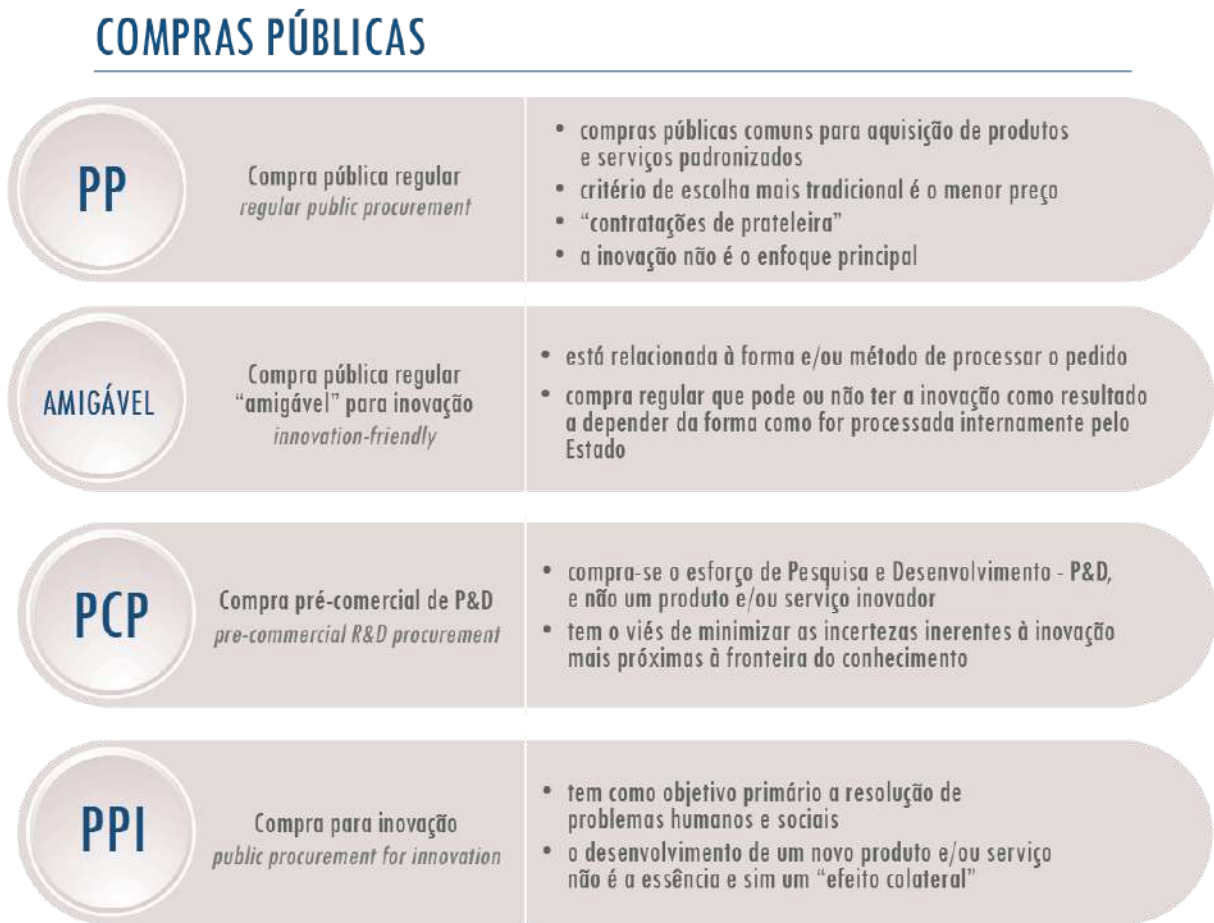 COMPRAS PÚBLICAS
PP
Compra pública regular
regular public procurement
• compras públicas comuns para aquisição de produtos
e serviços padronizados
• critério de escolha mais tradicional é o menor preço
• “contratações de prateleira”
• a inovação não é o enfoque principal
AMIGÁVEL
Compra pública regular
“amigável” para inovação
innovation-friendly
• está relacionada à forma e/ou método de processar o pedido
• compra regular que pode ou não ter a inovação como resultado
a depender da forma como for processada internamente pelo
Estado
PCP
Compra pré-comercial de P&D
pre-commercial R&D procurement
• compra-se o esforço de Pesquisa e Desenvolvimento - P&D,
e não um produto e/ou serviço inovador
• tem o viés de minimizar as incertezas inerentes à inovação
mais próximas à fronteira do conhecimento
PPI
Compra para inovação
public procurement for innovation
• tem como objetivo primário a resolução de
problemas humanos e sociais
• o desenvolvimento de um novo produto e/ou serviço
não é a essência e sim um “efeito colateral”